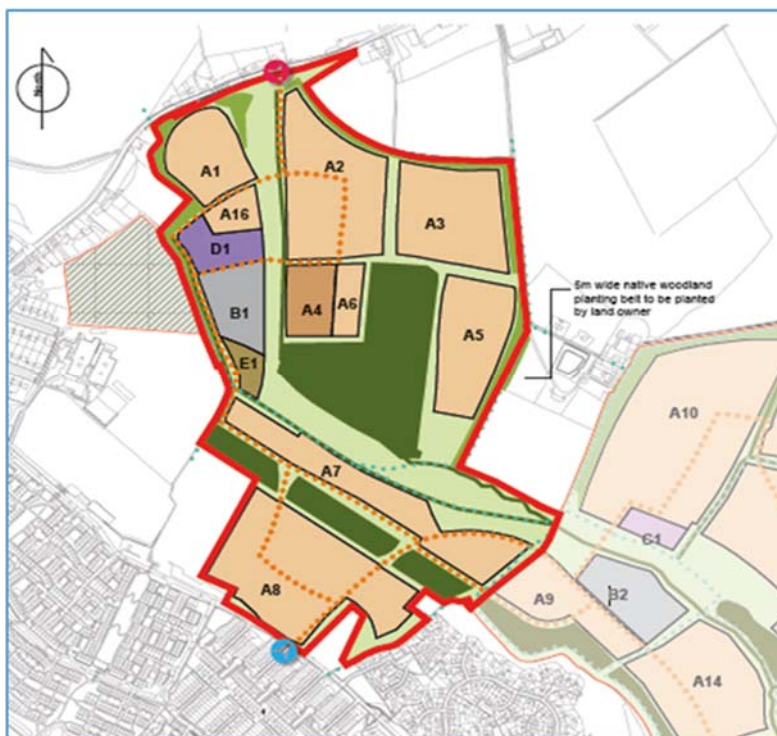 North
A1
A2
A16
A3
D1
B1
A4
A6
A5
E1
5m wide native woodland
planting belt to be planted
by land owner
A10
A7
C1
A8
A9
B2
A14